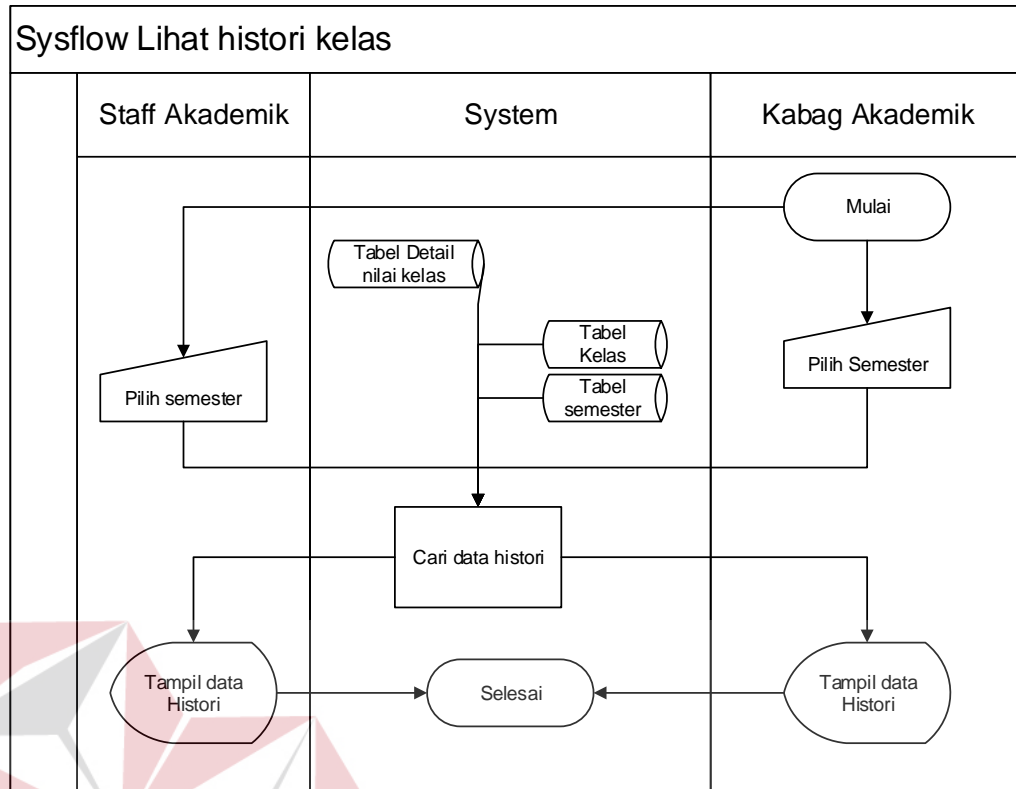 Sysflow Lihat histori kelas
Staff Akademik
System
Kabag Akademik
Mulai
Tabel Detail
nilai kelas
Tabel
Kelas
Pilih Semester
Pilih semester
Tabel
semester
Cari data histori
Tampil data
Histori
Selesai
Tampil data
Histori